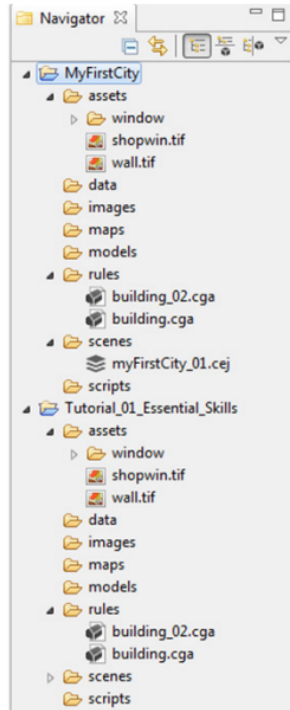 Navigator
MyFirstCity
assets
window
shopwin.tif
wall.tif
data
images
maps
models
rules
building_02.cga
building.cga
scenes
myFirstCity_01.cej
scripts
Tutorial_01_Essential_Skills
assets
window
shopwin.tif
wall.tif
data
images
maps
models
rules
building_02.cga
building.cga
scenes
scripts